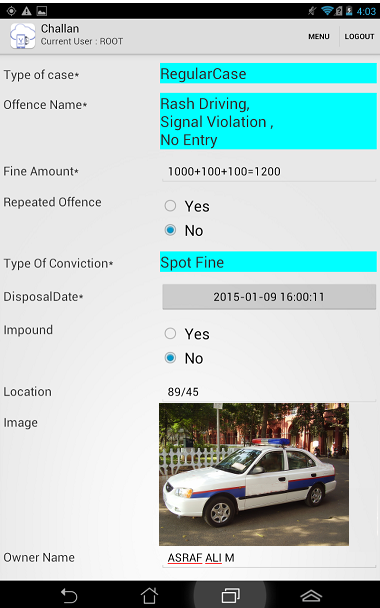 4:03
Challan
Current User : ROOT
MENU
LOGOUT
Type of case*
RegularCase
Offence Name*
Rash Driving,
Signal Violation ,
No Entry
Fine Amount*
1000+100+100=1200
Repeated Offence
Yes
No
Type Of Conviction*
Spot Fine
DisposalDate*
2015-01-09 16:00:11
Impound
Yes
No
Location
89/45
Image
Owner Name
ASRAF ALI M